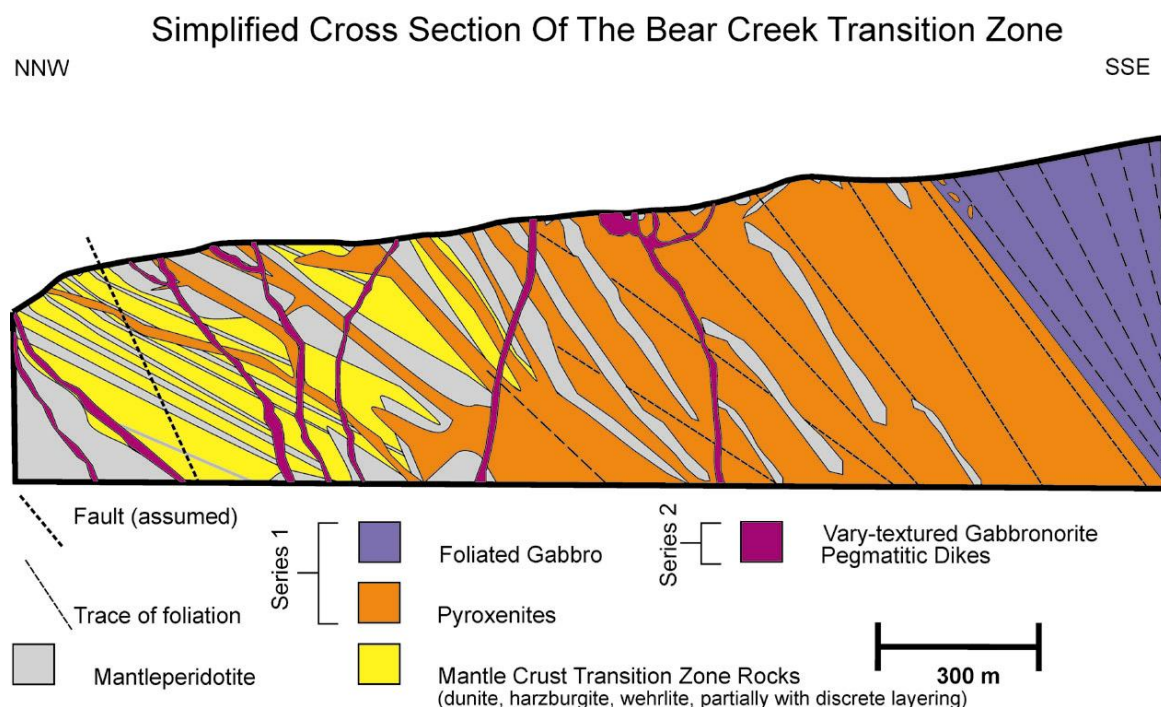 Simplified Cross Section Of The Bear Creek Transition Zone
NNW
SSE
Fault (assumed)
Trace of foliation
Mantleperidotite
Series 1
Foliated Gabbro
Pyroxenites
Mantle Crust Transition Zone Rocks
(dunite, harzburgite, wehrlite, partially with discrete layering)
Series 2
Vary-textured Gabbronorite
Pegmatitic Dikes
300 m